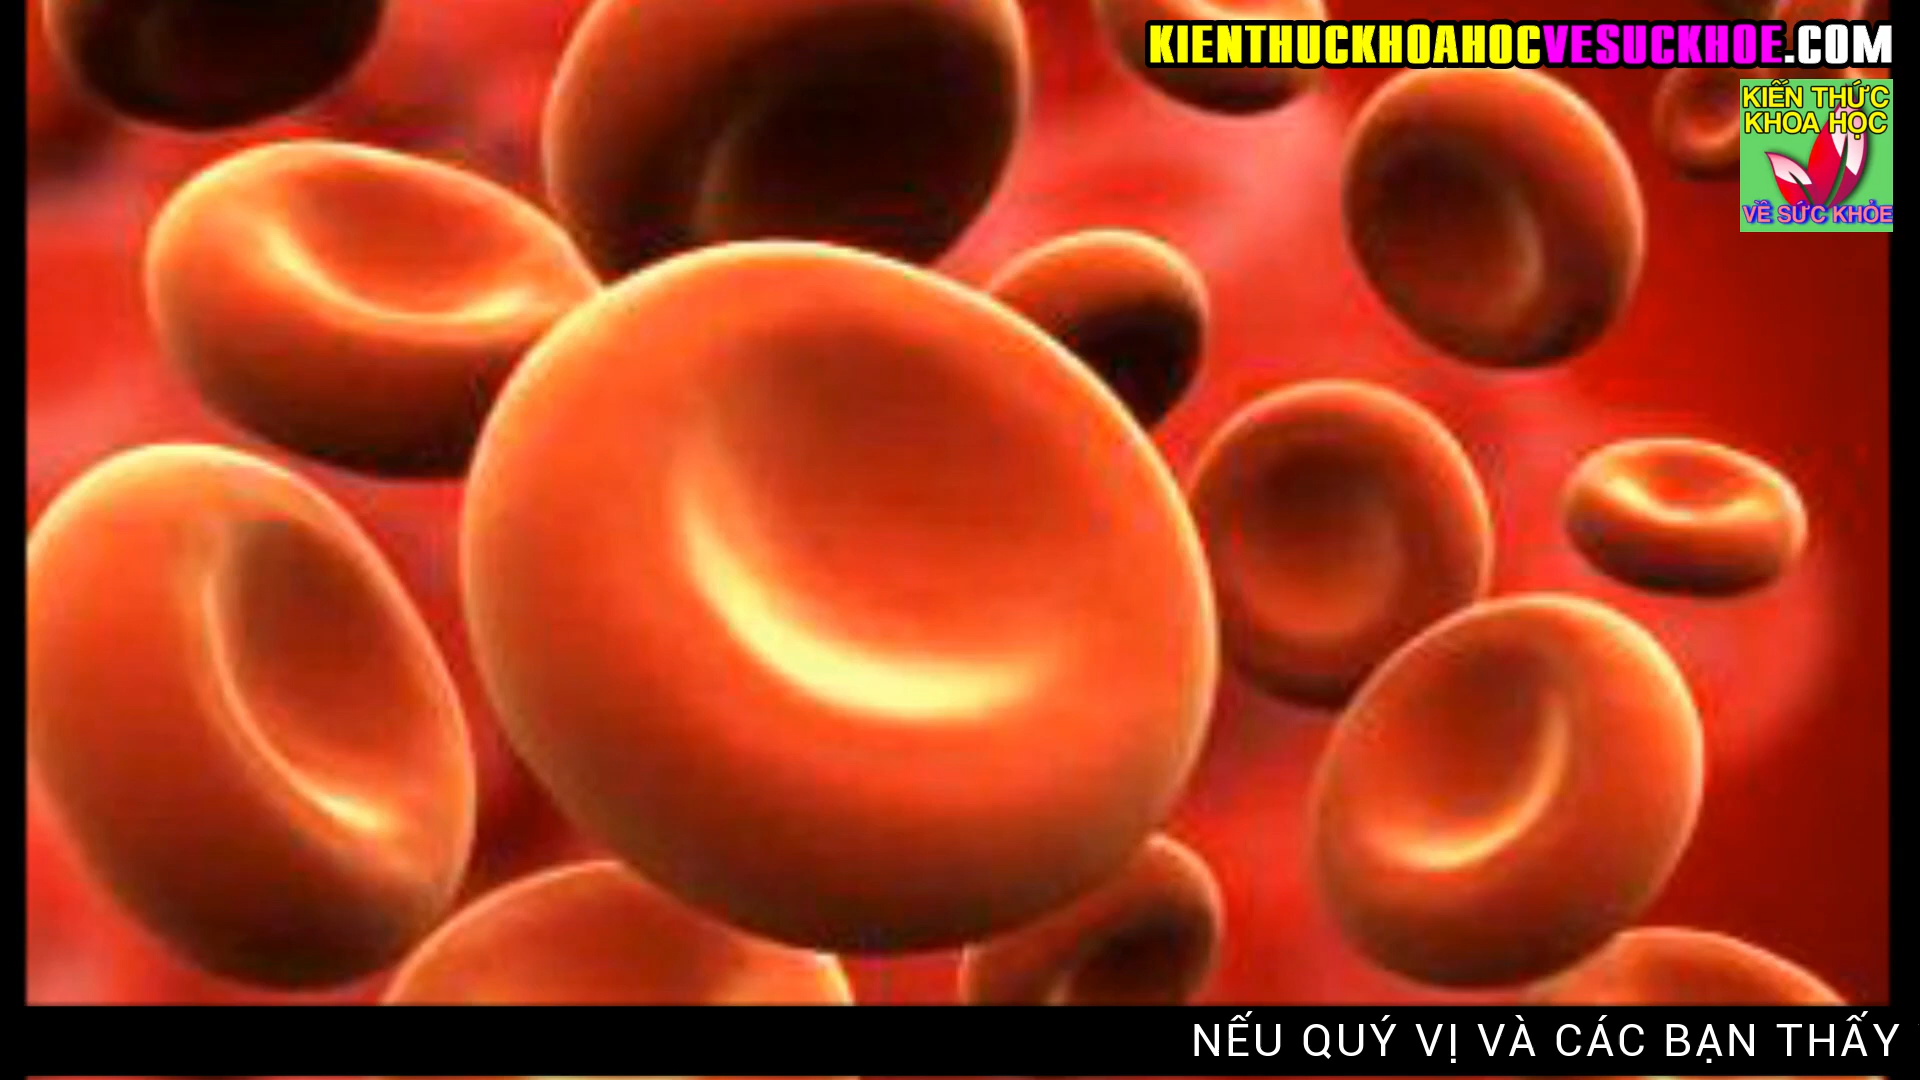 KIENTHUCKHOAHOCVESUCKHOE.COM
KIẾN THỨC
KHOA HỌC
VỀ SỨC KHỎE
NẾU QUÝ VỊ VÀ CÁC BẠN THẤY